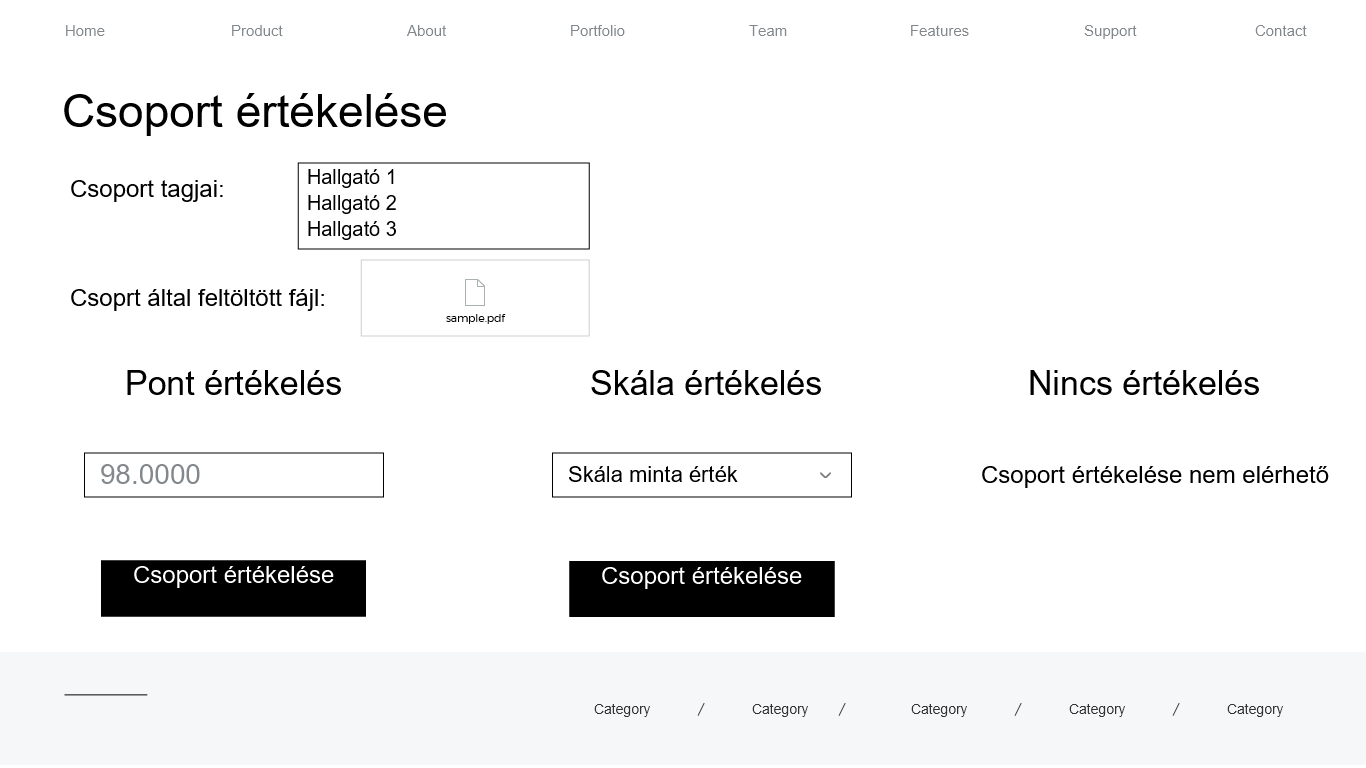 Home Product About Portfolio Team Features Support Contact
Csoport értékelése
Csoport tagjai:
Hallgató 1
Hallgató 2
Hallgató 3
Csoprt által feltöltött fájl:
sample.pdf
Pont értékelés Skála értékelés Nincs értékelés
98.0000 Skála minta érték Csoport értékelése nem elérhető
Csoport értékelése Csoport értékelése
Category / Category / Category / Category / Category